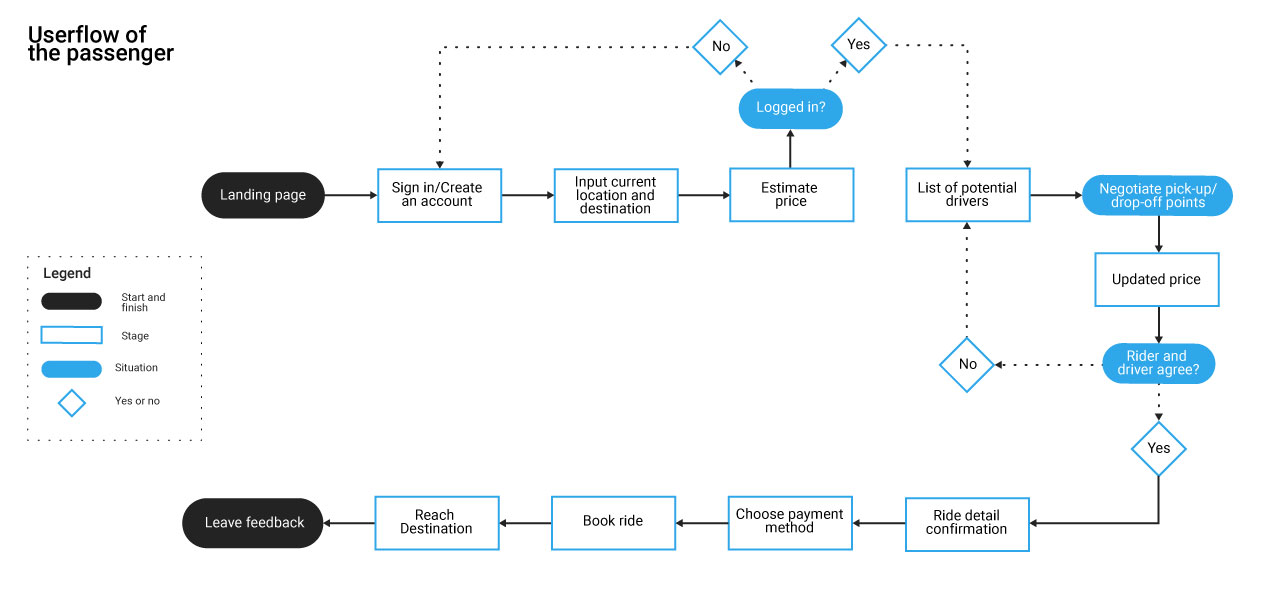 Userflow of
the passenger
No
Yes
Logged in?
Landing page
Sign in/Create
an account
Input current
location and
destination
Estimate
price
List of potential
drivers
Negotiate pick-up/
drop-off points
Legend
Start and
finish
Stage
Situation
Yes or no
Updated price
Rider and
driver agree?
No
Yes
Leave feedback
Reach
Destination
Book ride
Choose payment
method
Ride detail
confirmation